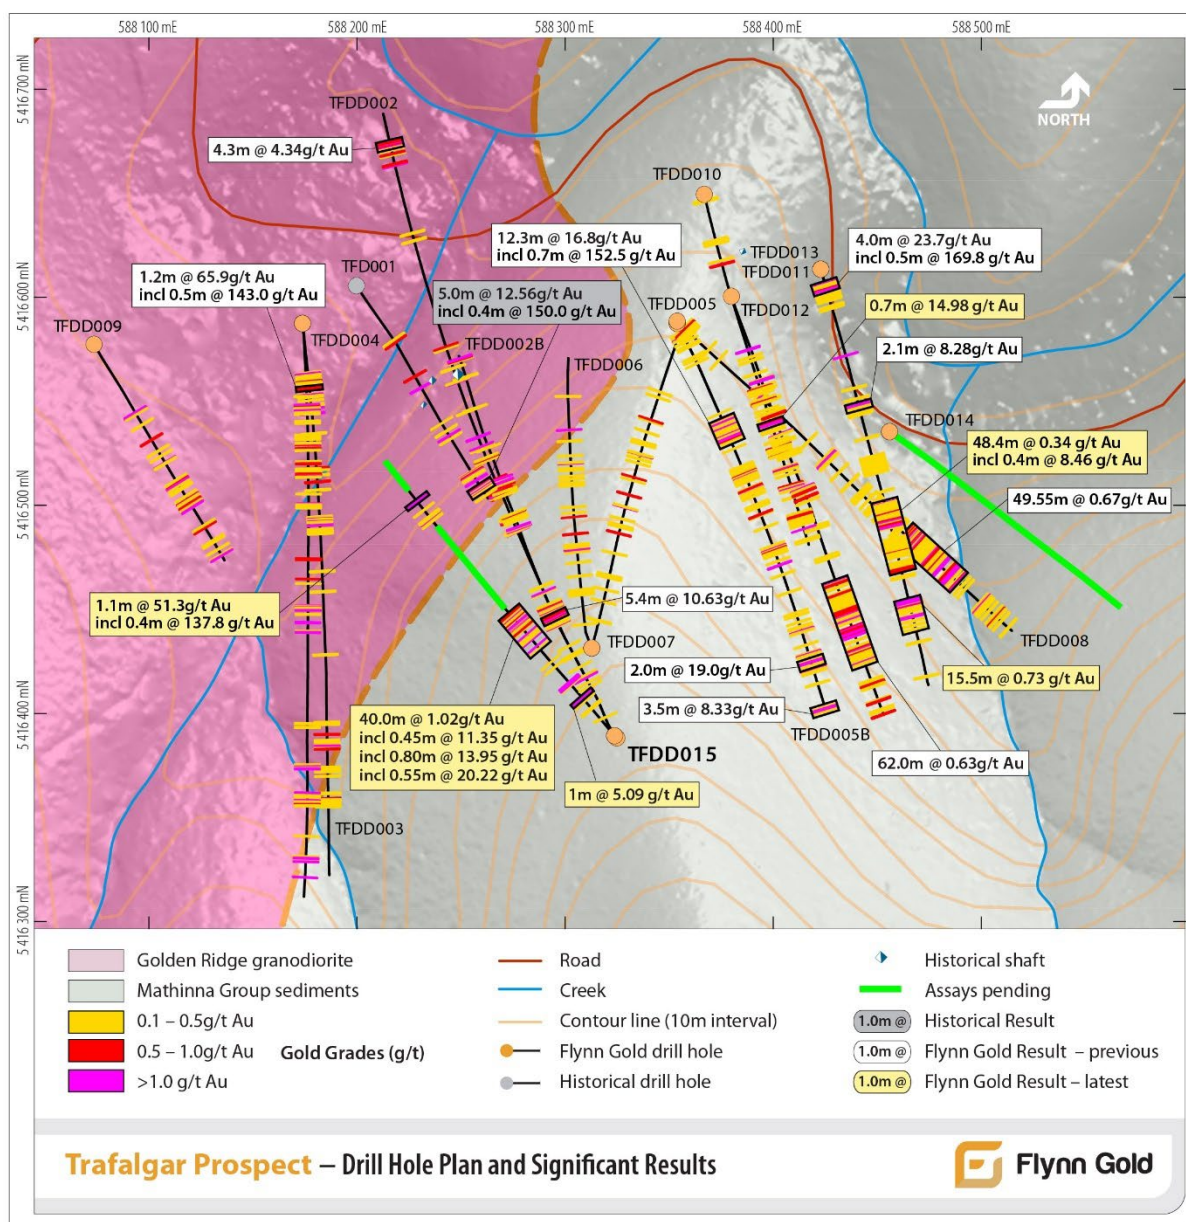 588 100 mE
588 200 mE
588 300 mE
588 400 mE
588 500 mE
5 416 700 mN
5 416 600 mN
5 416 500 mN
5 416 400 mN
5 416 300 mN
NORTH
TFDD002
4.3m @ 4.34g/t Au
TFDD010
12.3m @ 16.8g/t Au
incl 0.7m @ 152.5 g/t Au
TFDD013
TFDD011
4.0m @ 23.7g/t Au
incl 0.5m @ 169.8 g/t Au
1.2m @ 65.9g/t Au
incl 0.5m @ 143.0 g/t Au
TFD001
5.0m @ 12.56g/t Au
incl 0.4m @ 150.0 g/t Au
TFDD005
TFDD012
0.7m @ 14.98g/t Au
TFDD009
TFDD004
TFDD002B
2.1m @ 8.28g/t Au
TFDD006
TFDD014
48.4m @ 0.34 g/t Au
incl 0.4m @ 8.46 g/t Au
49.55m @ 0.67g/t Au
1.1m @ 51.3g/t Au
incl 0.4m @ 137.8 g/t Au
5.4m @ 10.63g/t Au
TFDD007
TFDD008
2.0m @ 19.0g/t Au
15.5m @ 0.73 g/t Au
3.5m @ 8.33g/t Au
40.0m @ 1.02g/t Au
incl 0.45m @ 11.35 g/t Au
incl 0.80m @ 13.95 g/t Au
incl 0.55m @ 20.22 g/t Au
TFDD015
TFDD005B
62.0m @ 0.63g/t Au
1m @ 5.09 g/t Au
TFDD003
Golden Ridge granodiorite
Mathinna Group sediments
0.1 – 0.5g/t Au
0.5 – 1.0g/t Au
>1.0 g/t Au
Gold Grades (g/t)
Road
Creek
Contour line (10m interval)
Flynn Gold drill hole
Historical drill hole
Historical shaft
Assays pending
1.0m @ Historical Result
1.0m @ Flynn Gold Result – previous
1.0m @ Flynn Gold Result – latest
Trafalgar Prospect – Drill Hole Plan and Significant Results
Flynn Gold